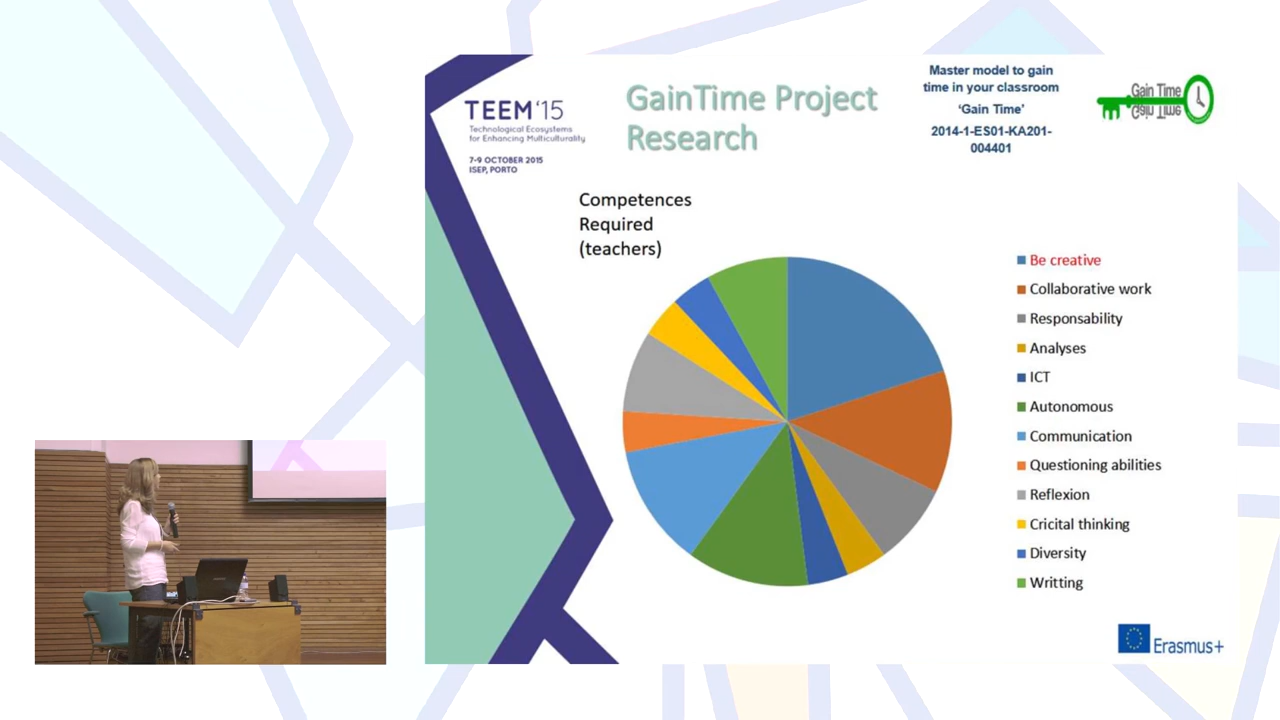 TEEM‘15
Technological Ecosystems
for Enhancing Multiculturality
7-9 OCTOBER 2015
ISEP, PORTO
GainTime Project
Research
Master model to gain
time in your classroom
‘Gain Time’
2014-1-ES01-KA201-
004401
Gain Time
Competences
Required
(teachers)
Be creative
Collaborative work
Responsability
Analyses
ICT
Autonomous
Communication
Questioning abilities
Reflexion
Cricital thinking
Diversity
Writting
Erasmus+